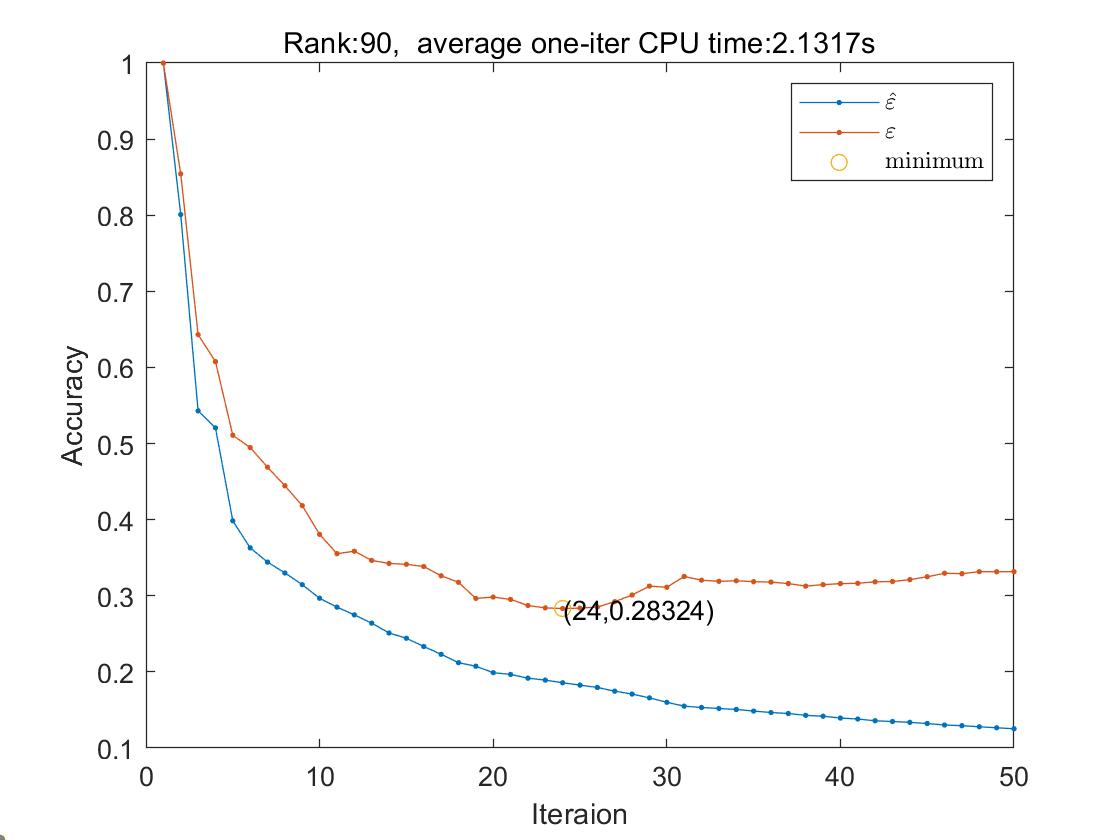 Rank:90,  average one-iter CPU time:2.1317s
1
0.9
0.8
0.7
0.6
0.5
0.4
0.3
0.2
0.1
Accuracy
ε̂
ε
minimum
(24,0.28324)
0 10 20 30 40 50
Iteraion